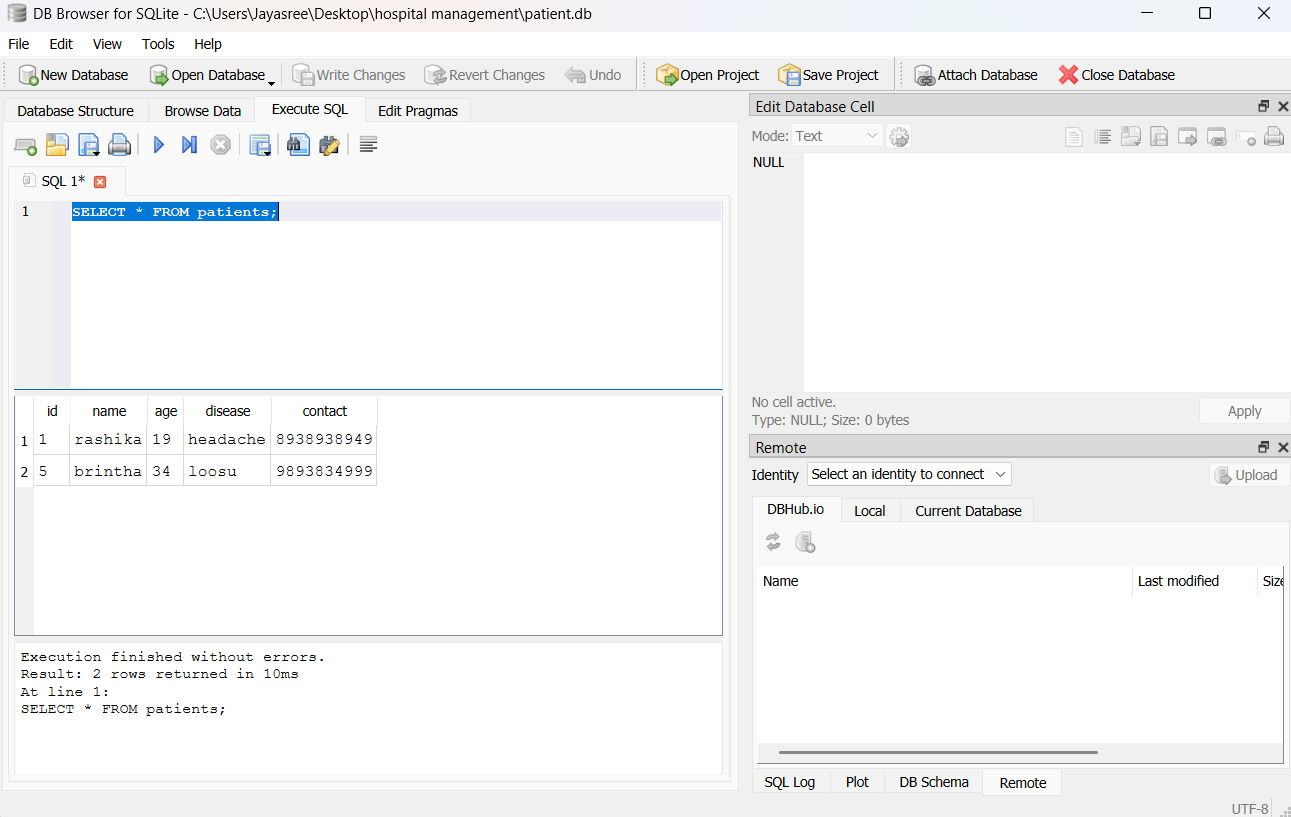 DB Browser for SQLite - C:\Users\Jayasree\Desktop\hospital management\patient.db
File Edit View Tools Help
New Database Open Database Write Changes Revert Changes Undo Open Project Save Project Attach Database Close Database
Database Structure Browse Data Execute SQL Edit Pragmas
SQL 1*
1 SELECT * FROM patients;
id name age disease contact
1 1 rashika 19 headache 8938938949
2 5 brintha 34 loosu 9893834999
Execution finished without errors.
Result: 2 rows returned in 10ms
At line 1:
SELECT * FROM patients;
Edit Database Cell
Mode: Text
NULL
No cell active.
Type: NULL; Size: 0 bytes
Apply
Remote
Identity Select an identity to connect Upload
DBHub.io Local Current Database
Name Last modified Size
SQL Log Plot DB Schema Remote
UTF-8